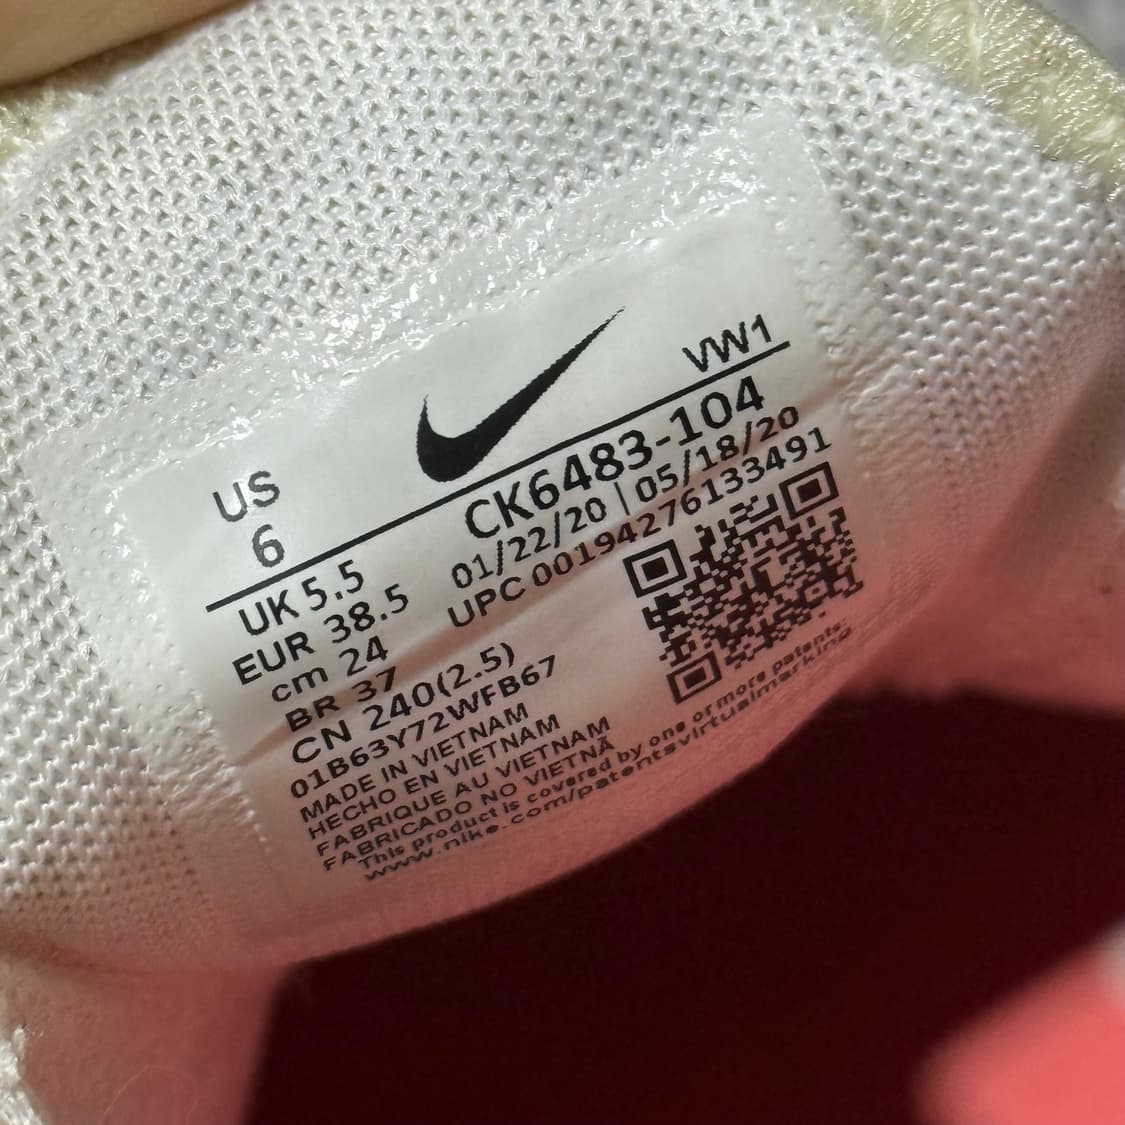 VW1
US
6
CK6483-104
UK 5.5
01/22/20 | 05/18/20
EUR 38.5
UPC 00194276133491
cm 24
BR 37
CN 240(2.5)
01B63Y72WFB67
MADE IN VIETNAM
HECHO EN VIETNAM
FABRIQUE AU VIETNAM
FABRICADO NO VIETNÃ
This product is covered by one or more patents:
www.nike.com/patentsvirtualmarking